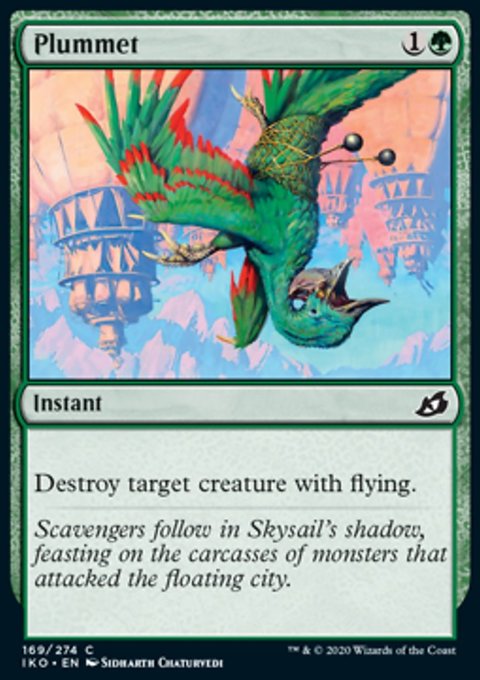 Plummet 1
Instant
Destroy target creature with flying.
Scavengers follow in Skysail's shadow,
feasting on the carcasses of monsters that
attacked the floating city.
169/274 C
IKO • EN Sidharth Chaturvedi
™ & © 2020 Wizards of the Coast